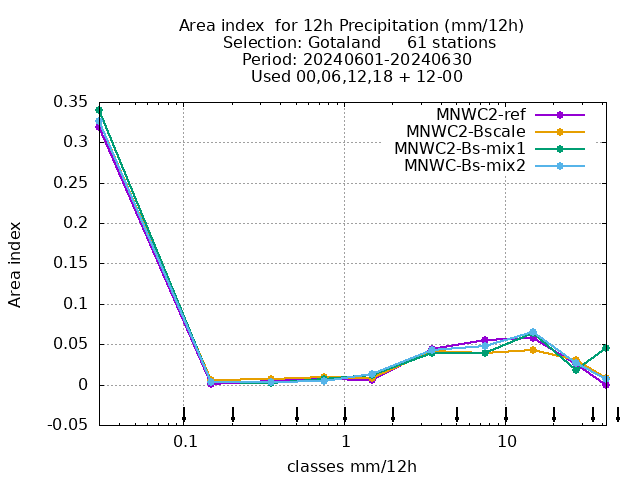 Area index  for 12h Precipitation (mm/12h)
Selection: Gotaland     61 stations
Period: 20240601-20240630
Used 00,06,12,18 + 12-00
MNWC2-ref
MNWC2-Bscale
MNWC2-Bs-mix1
MNWC-Bs-mix2
0.35
0.3
0.25
0.2
0.15
0.1
0.05
0
-0.05
Area index
0.1
1
10
classes mm/12h